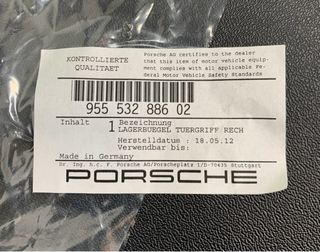 KONTROLLIERTE
QUALITAET
Porsche AG certifies to the Dealer
that this item of motor vehicle equip-
ment complies with all applicable Fe-
deral Motor Vehicle Safety Standards
955 532 886 02
Inhalt 1 Bezeichnung
LAGERBUEGEL TUERGRIFF RECH
Herstelldatum : 18.05.12
Verwendbar bis:
Made in Germany
Dr. Ing. h.c. F. Porsche AG/Porscheplatz 1/D-70435 Stuttgart
PORSCHE